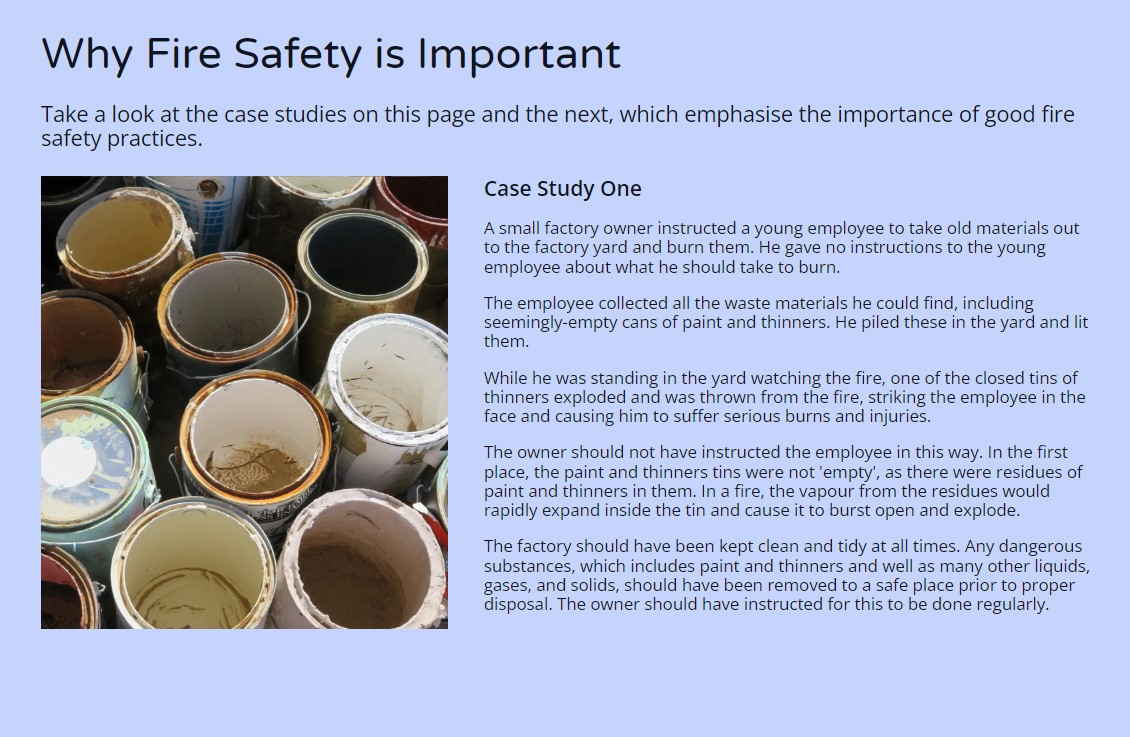 Why Fire Safety is Important
Take a look at the case studies on this page and the next, which emphasise the importance of good fire
safety practices.
Case Study One
A small factory owner instructed a young employee to take old materials out
to the factory yard and burn them. He gave no instructions to the young
employee about what he should take to burn.
The employee collected all the waste materials he could find, including
seemingly-empty cans of paint and thinners. He piled these in the yard and lit
them.
While he was standing in the yard watching the fire, one of the closed tins of
thinners exploded and was thrown from the fire, striking the employee in the
face and causing him to suffer serious burns and injuries.
The owner should not have instructed the employee in this way. In the first
place, the paint and thinners tins were not 'empty', as there were residues of
paint and thinners in them. In a fire, the vapour from the residues would
rapidly expand inside the tin and cause it to burst open and explode.
The factory should have been kept clean and tidy at all times. Any dangerous
substances, which includes paint and thinners and well as many other liquids,
gases, and solids, should have been removed to a safe place prior to proper
disposal. The owner should have instructed for this to be done regularly.